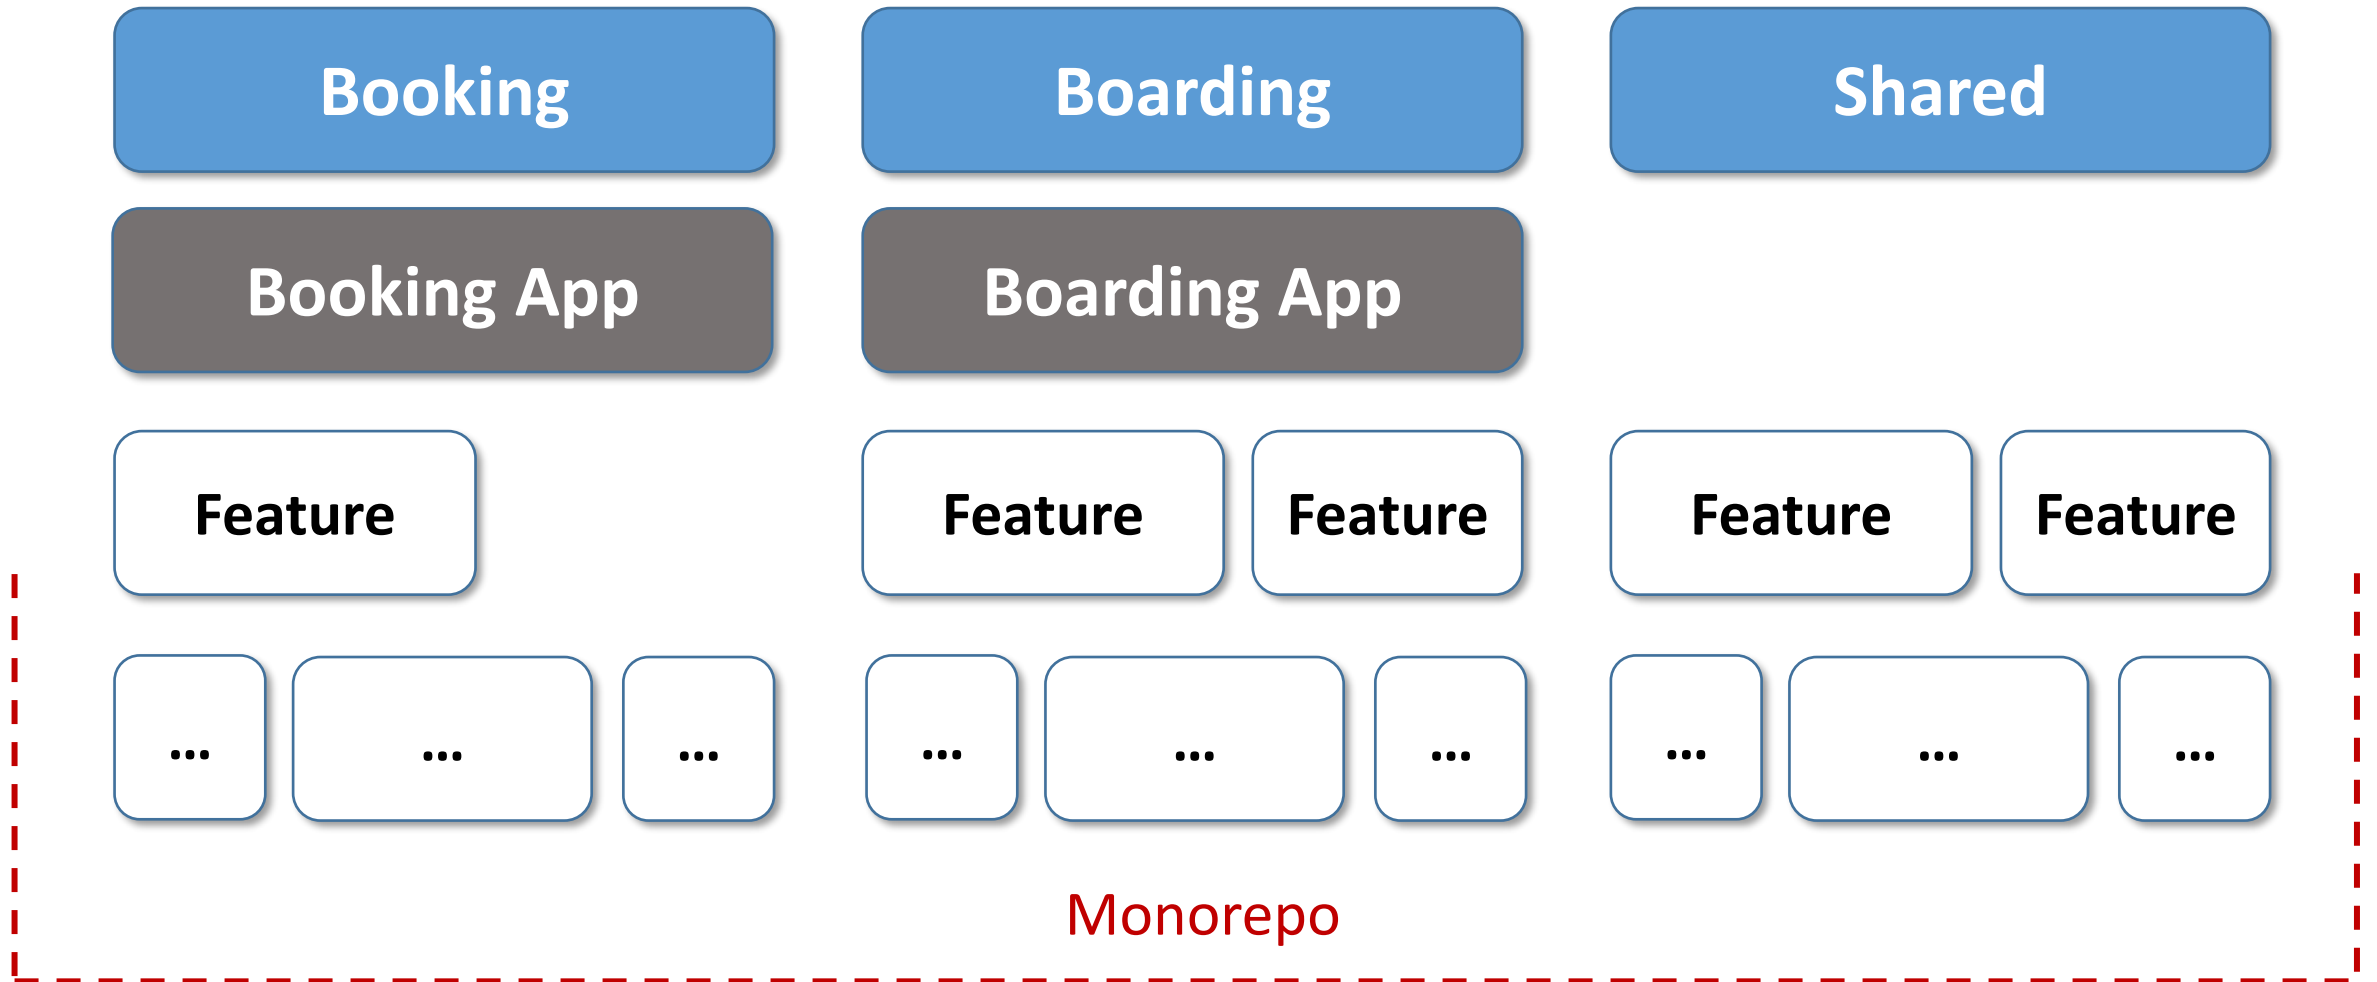 Booking
Boarding
Shared
Booking App
Boarding App
Feature
Feature
Feature
Feature
Feature
...
...
...
...
...
...
...
...
...
Monorepo